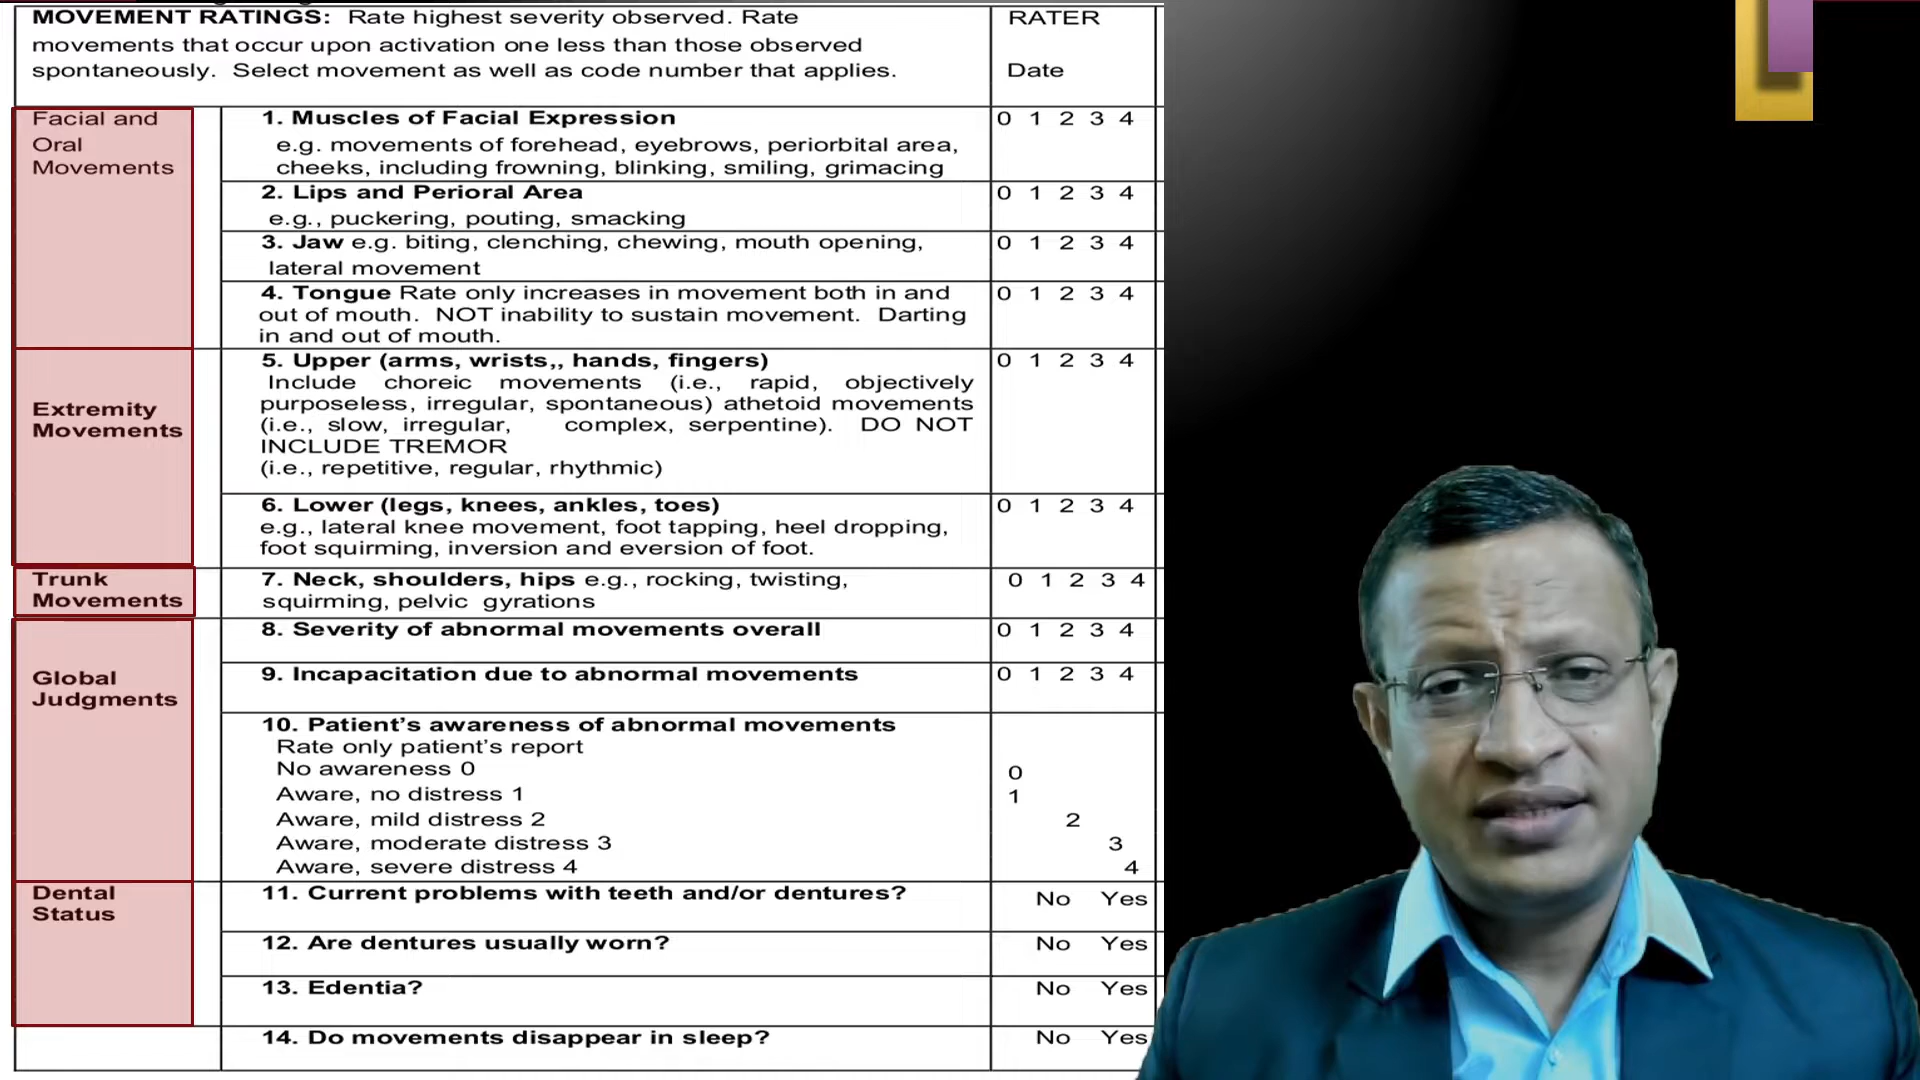 MOVEMENT RATINGS: Rate highest severity observed. Rate
movements that occur upon activation one less than those observed
spontaneously. Select movement as well as code number that applies.
RATER
Date
Facial and
Oral
Movements
1. Muscles of Facial Expression
e.g. movements of forehead, eyebrows, periorbital area,
cheeks, including frowning, blinking, smiling, grimacing
0 1 2 3 4
2. Lips and Perioral Area
e.g., puckering, pouting, smacking
0 1 2 3 4
3. Jaw e.g. biting, clenching, chewing, mouth opening,
lateral movement
0 1 2 3 4
4. Tongue Rate only increases in movement both in and
out of mouth. NOT inability to sustain movement. Darting
in and out of mouth.
0 1 2 3 4
Extremity
Movements
5. Upper (arms, wrists,, hands, fingers)
Include choreic movements (i.e., rapid, objectively
purposeless, irregular, spontaneous) athetoid movements
(i.e., slow, irregular, complex, serpentine). DO NOT
INCLUDE TREMOR
(i.e., repetitive, regular, rhythmic)
0 1 2 3 4
6. Lower (legs, knees, ankles, toes)
e.g., lateral knee movement, foot tapping, heel dropping,
foot squirming, inversion and eversion of foot.
0 1 2 3 4
Trunk
Movements
7. Neck, shoulders, hips e.g., rocking, twisting,
squirming, pelvic gyrations
0 1 2 3 4
Global
Judgments
8. Severity of abnormal movements overall
0 1 2 3 4
9. Incapacitation due to abnormal movements
0 1 2 3 4
10. Patient's awareness of abnormal movements
Rate only patient's report
No awareness 0
0
Aware, no distress 1
1
Aware, mild distress 2
2
Aware, moderate distress 3
3
Aware, severe distress 4
4
Dental
Status
11. Current problems with teeth and/or dentures?
No Yes
12. Are dentures usually worn?
No Yes
13. Edentia?
No Yes
14. Do movements disappear in sleep?
No Yes